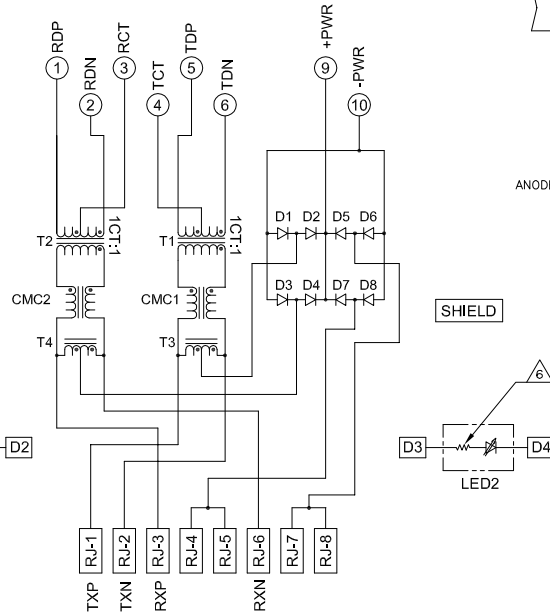 RDP
RDN
RCT
TCT
TDP
TDN
+PWR
-PWR
1
2
3
4
5
6
9
10
ANODE
D1
D2
D5
D6
T2
1CT:1
T1
1CT:1
D3
D4
D7
D8
CMC2
CMC1
SHIELD
T4
T3
6
D2
D3
D4
LED2
RJ-1
RJ-2
RJ-3
RJ-4
RJ-5
RJ-6
RJ-7
RJ-8
TXP
TXN
RXP
RXN